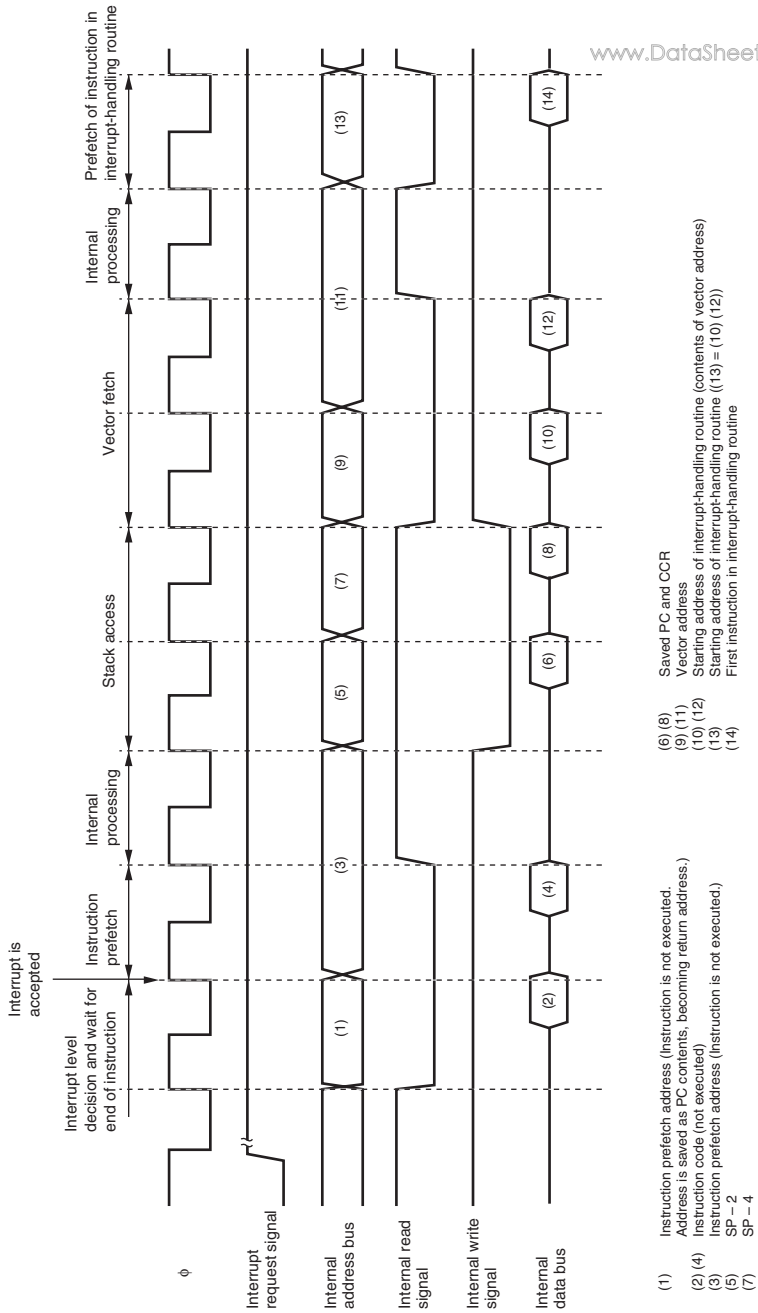 www.DataSheet
Interrupt is
accepted
Interrupt level
decision and wait for
end of instruction
Instruction
prefetch
Internal
processing
Stack access
Vector fetch
Internal
processing
Prefetch of instruction in
interrupt-handling routine
φ
Interrupt
request signal
Internal
address bus
(1)
(3)
(5)
(7)
(9)
(11)
(13)
Internal read
signal
Internal write
signal
Internal
data bus
(2)
(4)
(6)
(8)
(10)
(12)
(14)
(1) Instruction prefetch address (Instruction is not executed.
Address is saved as PC contents, becoming return address.)
(2) (4) Instruction code (not executed)
(3) Instruction prefetch address (Instruction is not executed.)
(5) SP – 2
(7) SP – 4
(6) (8) Saved PC and CCR
(9) (11) Vector address
(10) (12) Starting address of interrupt-handling routine (contents of vector address)
(13) Starting address of interrupt-handling routine ((13) = (10) (12))
(14) First instruction in interrupt-handling routine